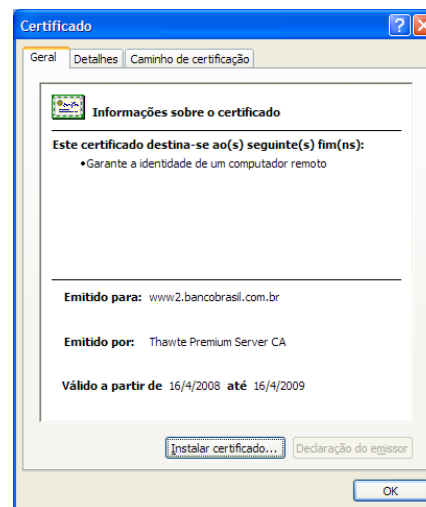 Certificado
Geral Detalhes Caminho de certificação
Informações sobre o certificado
Este certificado destina-se ao(s) seguinte(s) fim(ns):
•Garante a identidade de um computador remoto
Emitido para: www2.bancobrasil.com.br
Emitido por: Thawte Premium Server CA
Válido a partir de 16/4/2008 até 16/4/2009
Instalar certificado... Declaração do emissor
OK